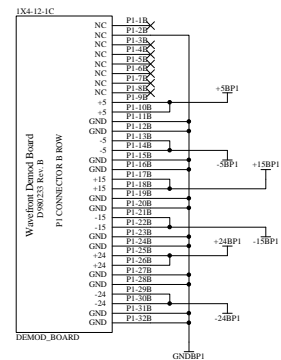 1X4-12-1C
Wavefront Demod Board
D980233 Rev. B
P1 CONNECTOR B ROW
NC P1-1B
NC P1-2B
NC P1-3B
NC P1-4B
NC P1-5B
NC P1-6B
NC P1-7B
NC P1-8B
+5 P1-9B
+5 P1-10B
GND P1-11B
GND P1-12B
-5 P1-13B
-5 P1-14B
GND P1-15B
GND P1-16B
+15 P1-17B
+15 P1-18B
GND P1-19B
GND P1-20B
-15 P1-21B
-15 P1-22B
GND P1-23B
GND P1-24B
+24 P1-25B
+24 P1-26B
GND P1-27B
GND P1-28B
-24 P1-29B
-24 P1-30B
GND P1-31B
GND P1-32B
+5BP1
-5BP1
+15BP1
-15BP1
+24BP1
-24BP1
DEMOD_BOARD
GNDBP1